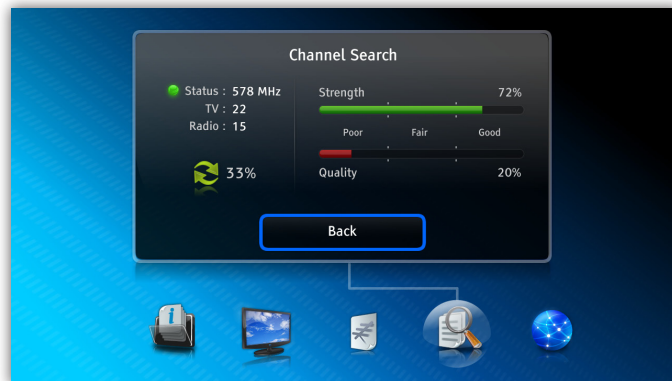 Channel Search
Status : 578 MHz
TV : 22
Radio : 15
33%
Strength 72%
Poor Fair Good
Quality 20%
Back
i